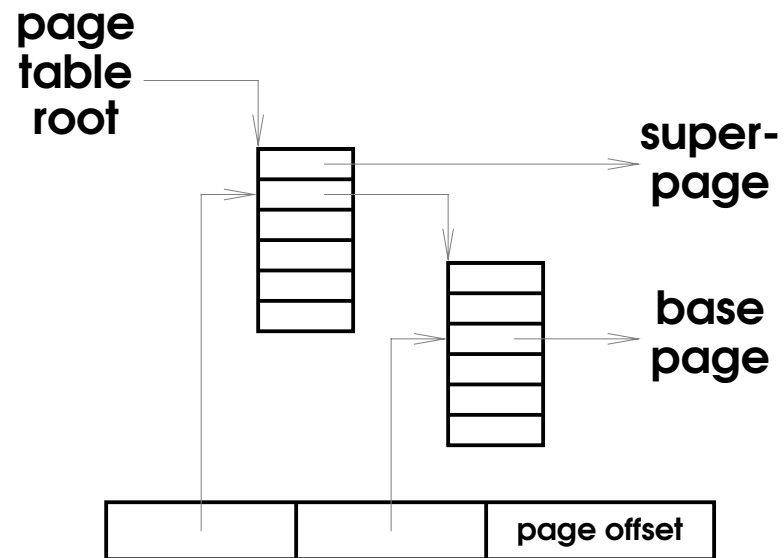 page
table
root
super-
page
base
page
page offset